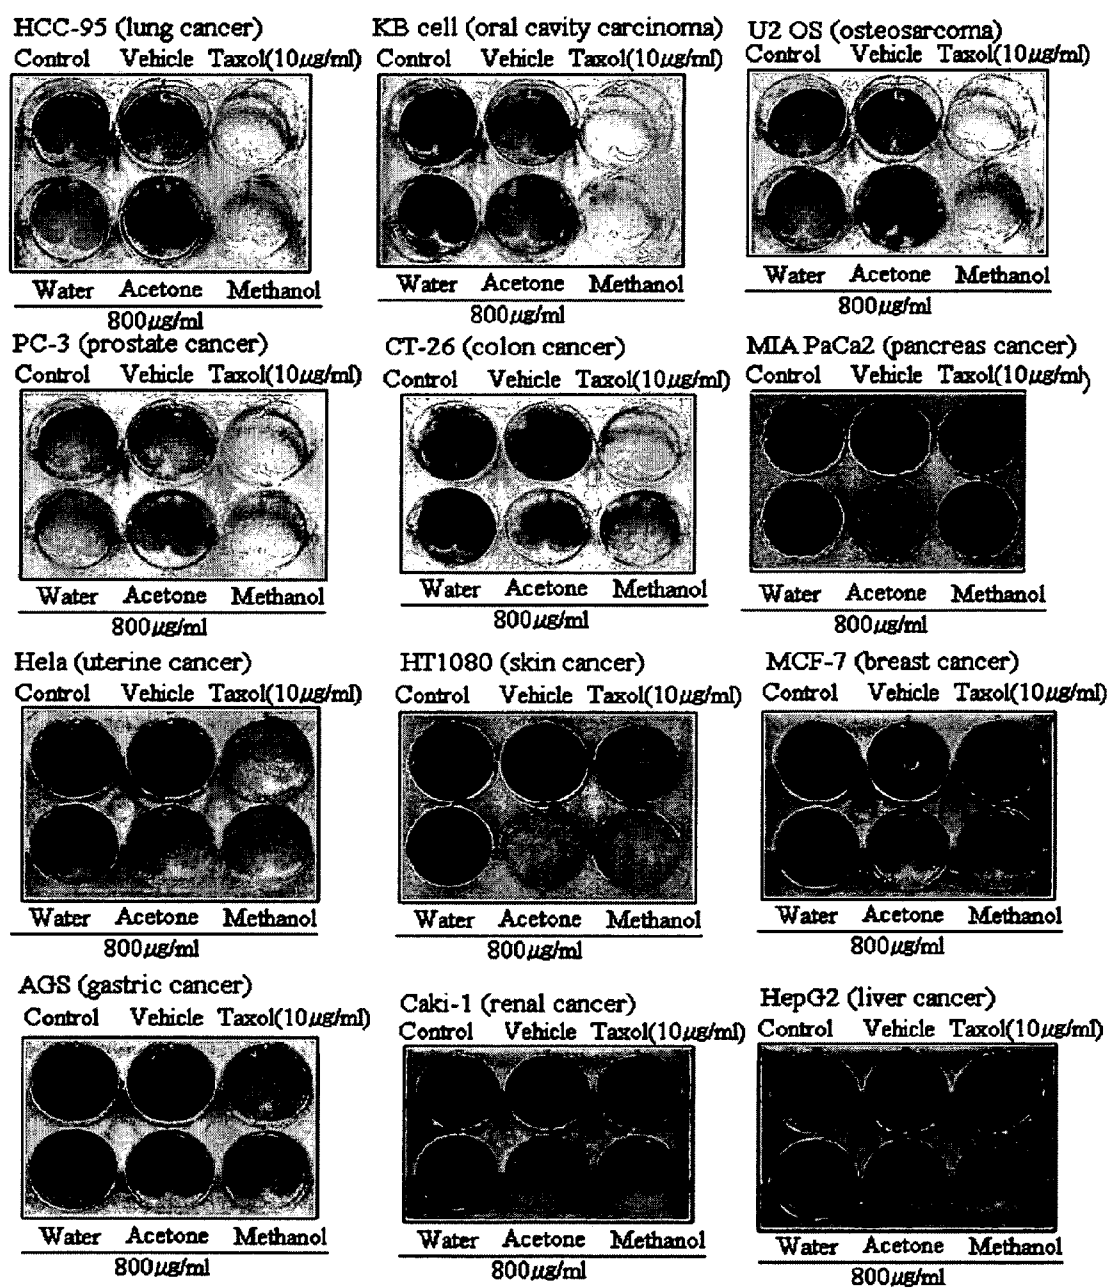 HCC-95 (lung cancer)
Control Vehicle Taxol(10μg/ml)
Water Acetone Methanol
800μg/ml
KB cell (oral cavity carcinoma)
Control Vehicle Taxol(10μg/ml)
Water Acetone Methanol
800μg/ml
U2 OS (osteosarcoma)
Control Vehicle Taxol(10μg/ml)
Water Acetone Methanol
800μg/ml
PC-3 (prostate cancer)
Control Vehicle Taxol(10μg/ml)
Water Acetone Methanol
800μg/ml
CT-26 (colon cancer)
Control Vehicle Taxol(10μg/ml)
Water Acetone Methanol
800μg/ml
MIA PaCa2 (pancreas cancer)
Control Vehicle Taxol(10μg/ml)
Water Acetone Methanol
800μg/ml
Hela (uterine cancer)
Control Vehicle Taxol(10μg/ml)
Water Acetone Methanol
800μg/ml
HT1080 (skin cancer)
Control Vehicle Taxol(10μg/ml)
Water Acetone Methanol
800μg/ml
MCF-7 (breast cancer)
Control Vehicle Taxol(10μg/ml)
Water Acetone Methanol
800μg/ml
AGS (gastric cancer)
Control Vehicle Taxol(10μg/ml)
Water Acetone Methanol
800μg/ml
Caki-1 (renal cancer)
Control Vehicle Taxol(10μg/ml)
Water Acetone Methanol
800μg/ml
HepG2 (liver cancer)
Control Vehicle Taxol(10μg/ml)
Water Acetone Methanol
800μg/ml